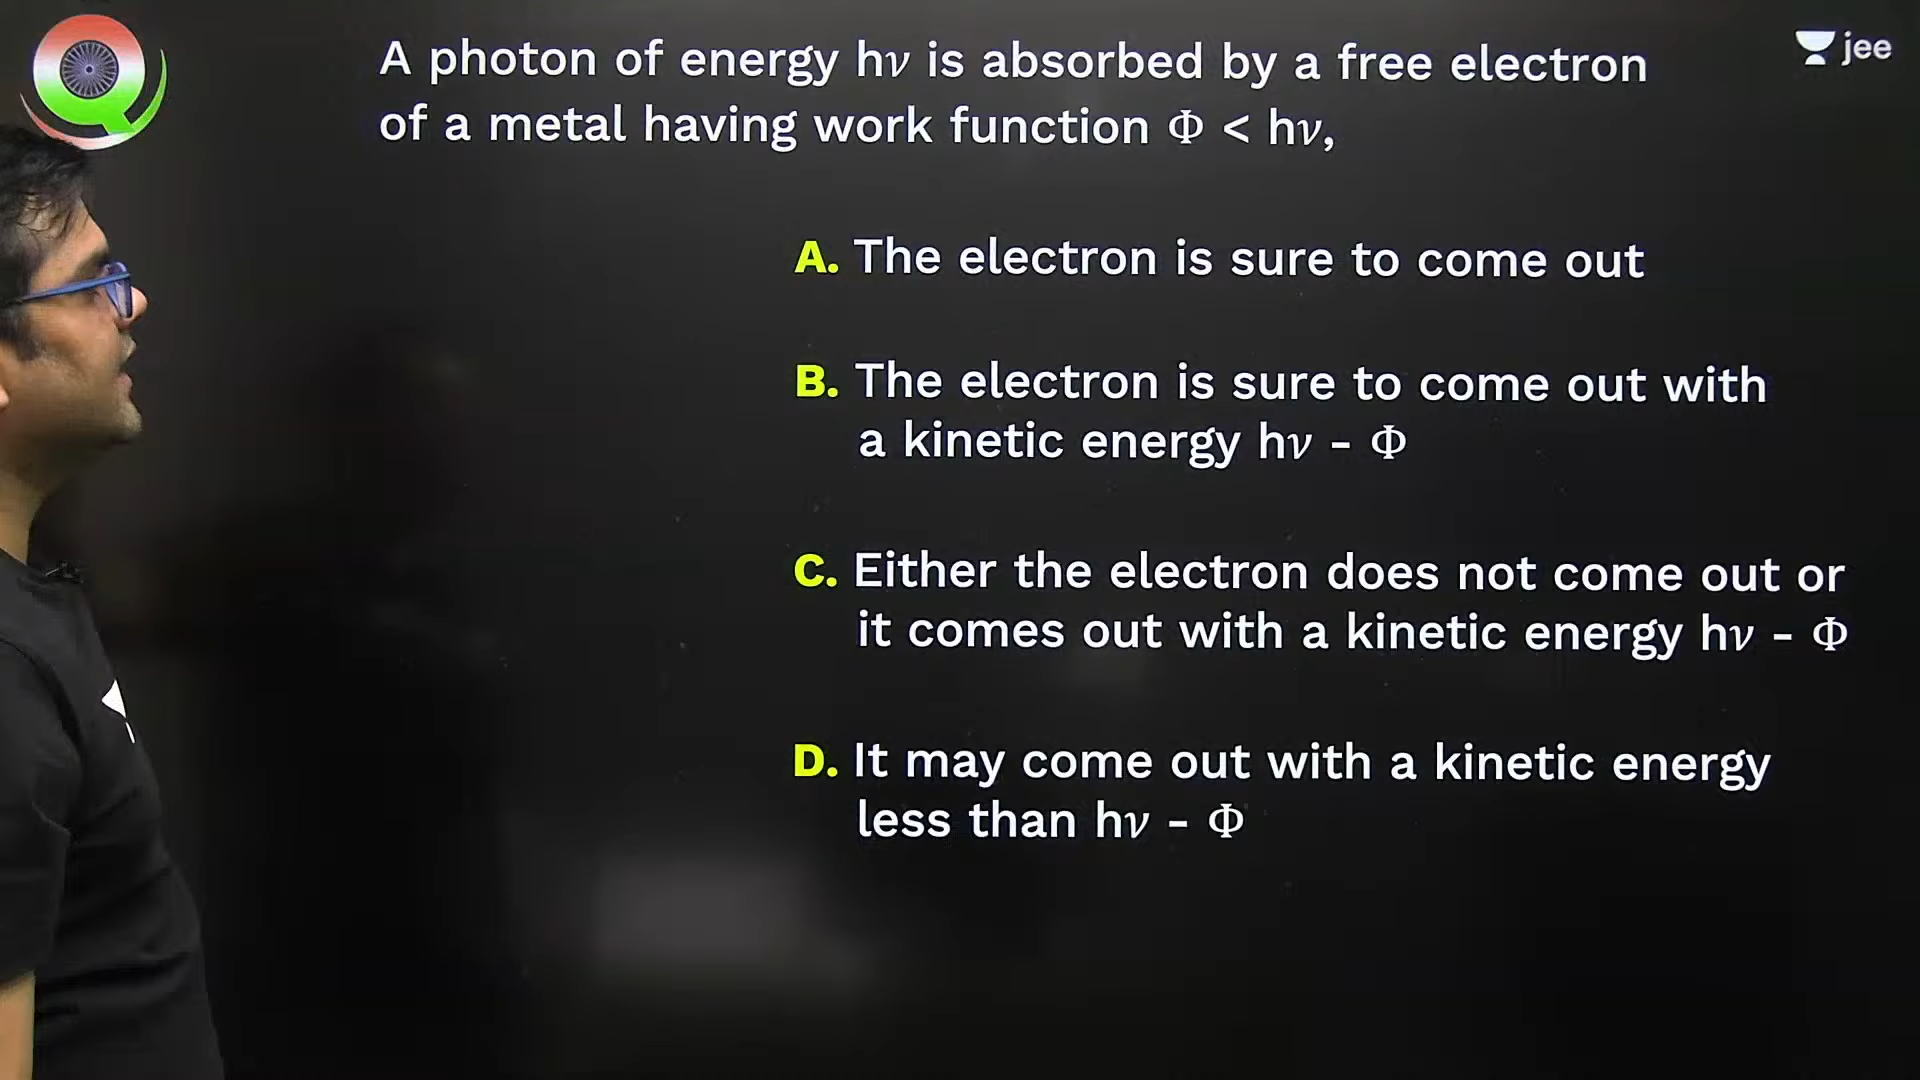 A photon of energy hν is absorbed by a free electron
of a metal having work function Φ < hν,
jee
A. The electron is sure to come out
B. The electron is sure to come out with
a kinetic energy hν - Φ
C. Either the electron does not come out or
it comes out with a kinetic energy hν - Φ
D. It may come out with a kinetic energy
less than hν - Φ